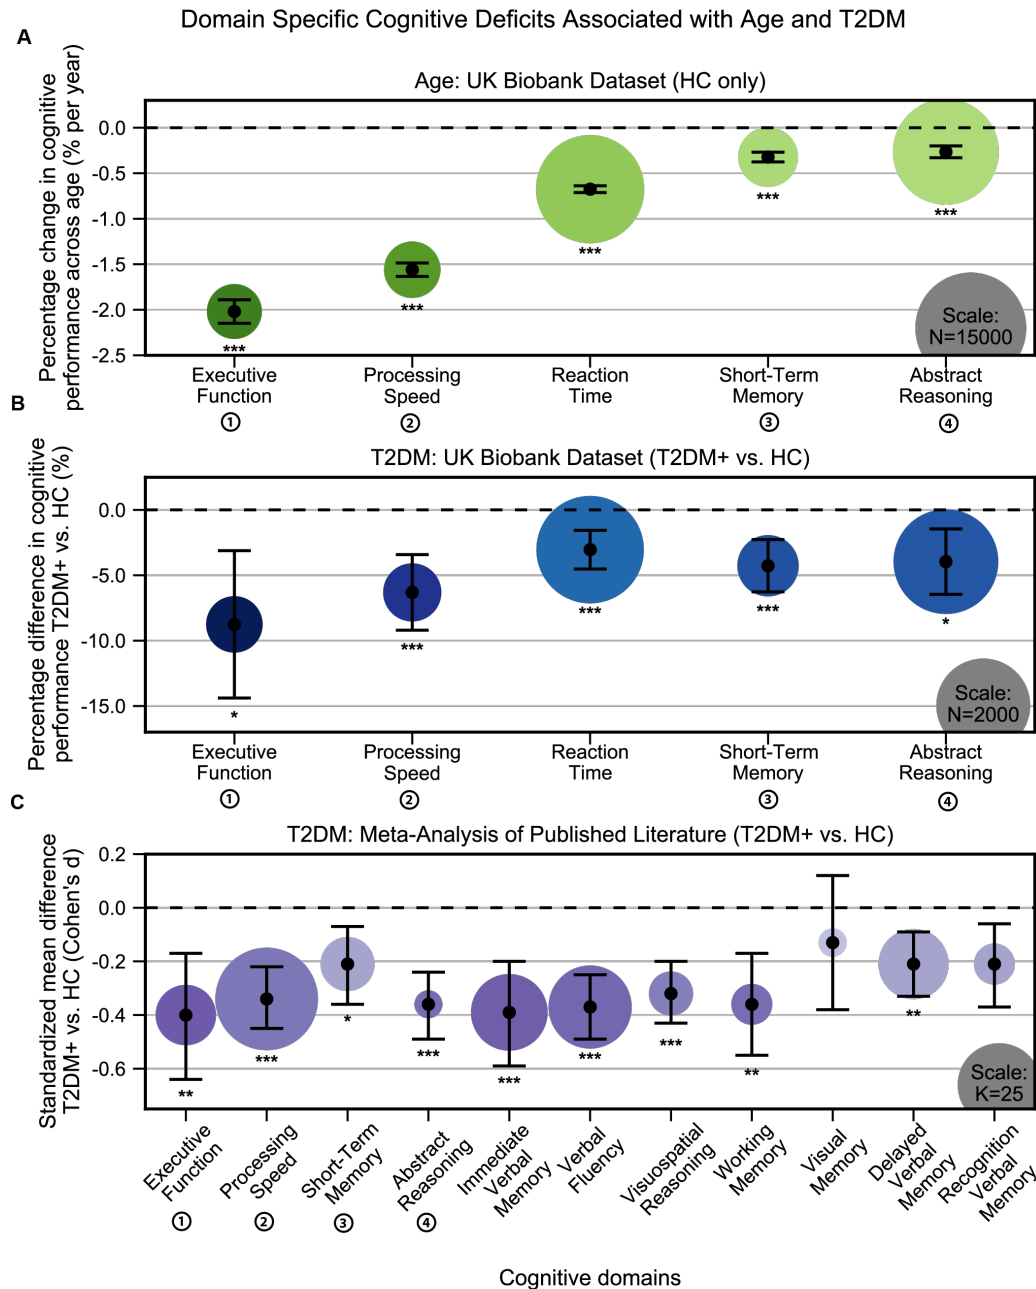 Domain Specific Cognitive Deficits Associated with Age and T2DM
A
Age: UK Biobank Dataset (HC only)
Percentage change in cognitive
performance across age (% per year)
0.0
-0.5
-1.0
-1.5
-2.0
-2.5
***
***
***
***
***
Scale:
N=15000
Executive
Function
①
Processing
Speed
②
Reaction
Time
Short-Term
Memory
③
Abstract
Reasoning
④
B
T2DM: UK Biobank Dataset (T2DM+ vs. HC)
Percentage difference in cognitive
performance T2DM+ vs. HC (%)
0.0
-5.0
-10.0
-15.0
*
***
***
***
*
Scale:
N=2000
Executive
Function
①
Processing
Speed
②
Reaction
Time
Short-Term
Memory
③
Abstract
Reasoning
④
C
T2DM: Meta-Analysis of Published Literature (T2DM+ vs. HC)
Standardized mean difference
T2DM+ vs. HC (Cohen's d)
0.2
0.0
-0.2
-0.4
-0.6
**
***
*
***
***
***
***
**
**
Scale:
K=25
Executive
Function
①
Processing
Speed
②
Short-Term
Memory
③
Abstract
Reasoning
④
Immediate
Verbal
Memory
Verbal
Fluency
Visuospatial
Reasoning
Working
Memory
Visual
Memory
Delayed
Verbal
Memory
Recognition
Verbal
Memory
Cognitive domains